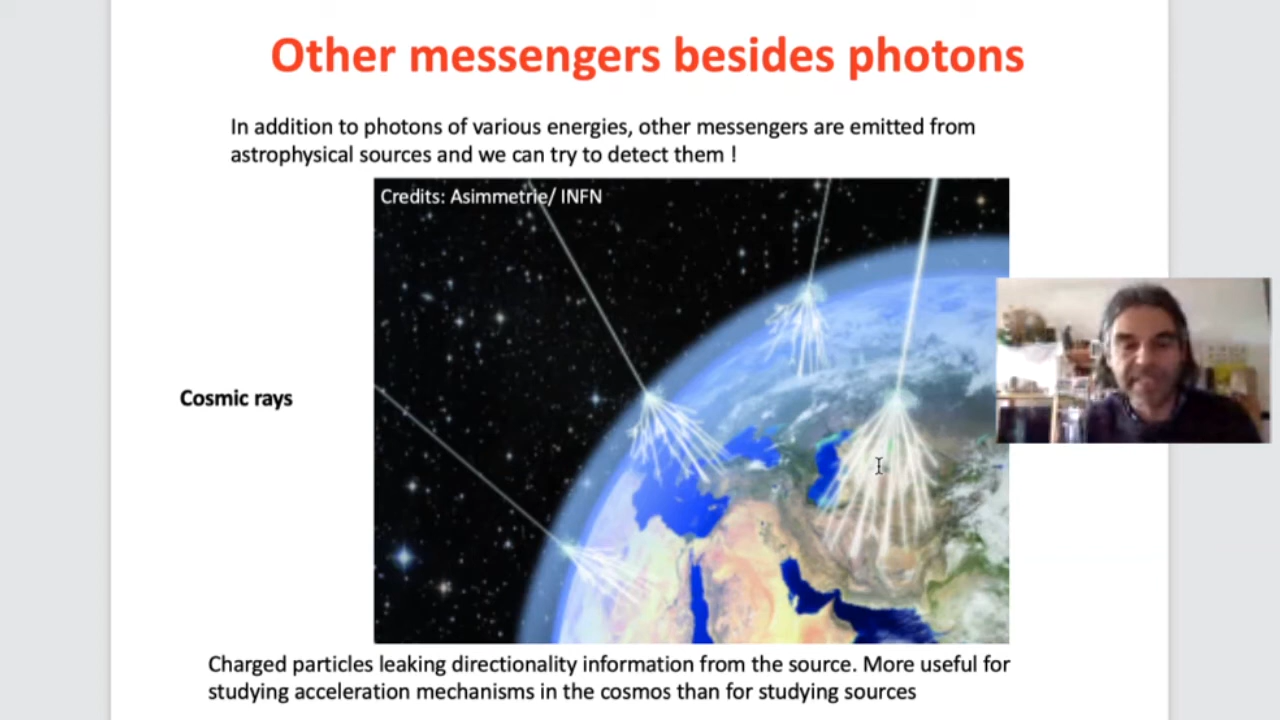 Other messengers besides photons
In addition to photons of various energies, other messengers are emitted from
astrophysical sources and we can try to detect them !
Credits: Asimmetrie/ INFN
Cosmic rays
Charged particles leaking directionality information from the source. More useful for
studying acceleration mechanisms in the cosmos than for studying sources